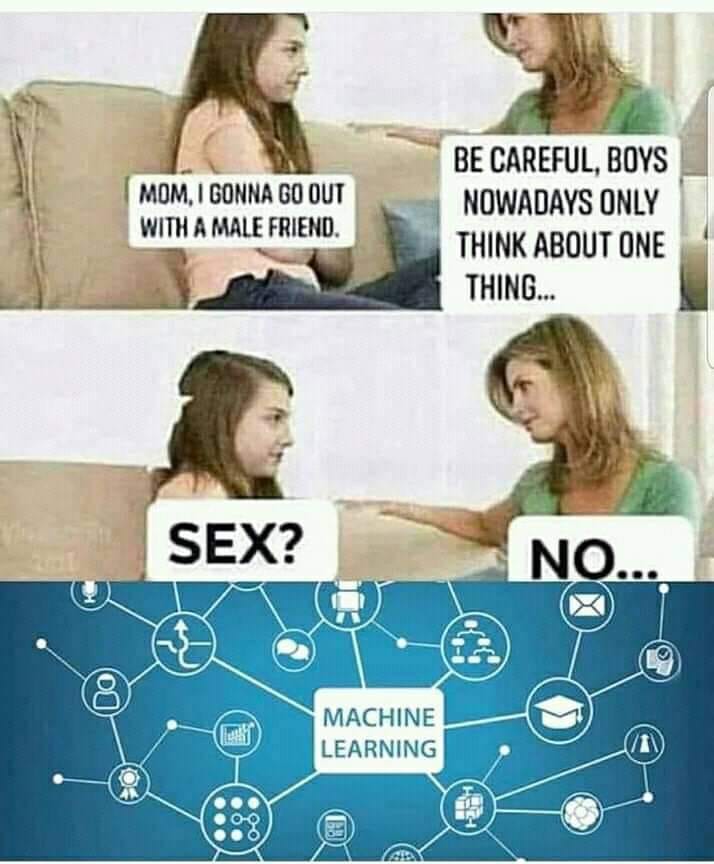 MOM, I GONNA GO OUT
WITH A MALE FRIEND.
BE CAREFUL, BOYS
NOWADAYS ONLY
THINK ABOUT ONE
THING...
SEX?
NO...
MACHINE
LEARNING